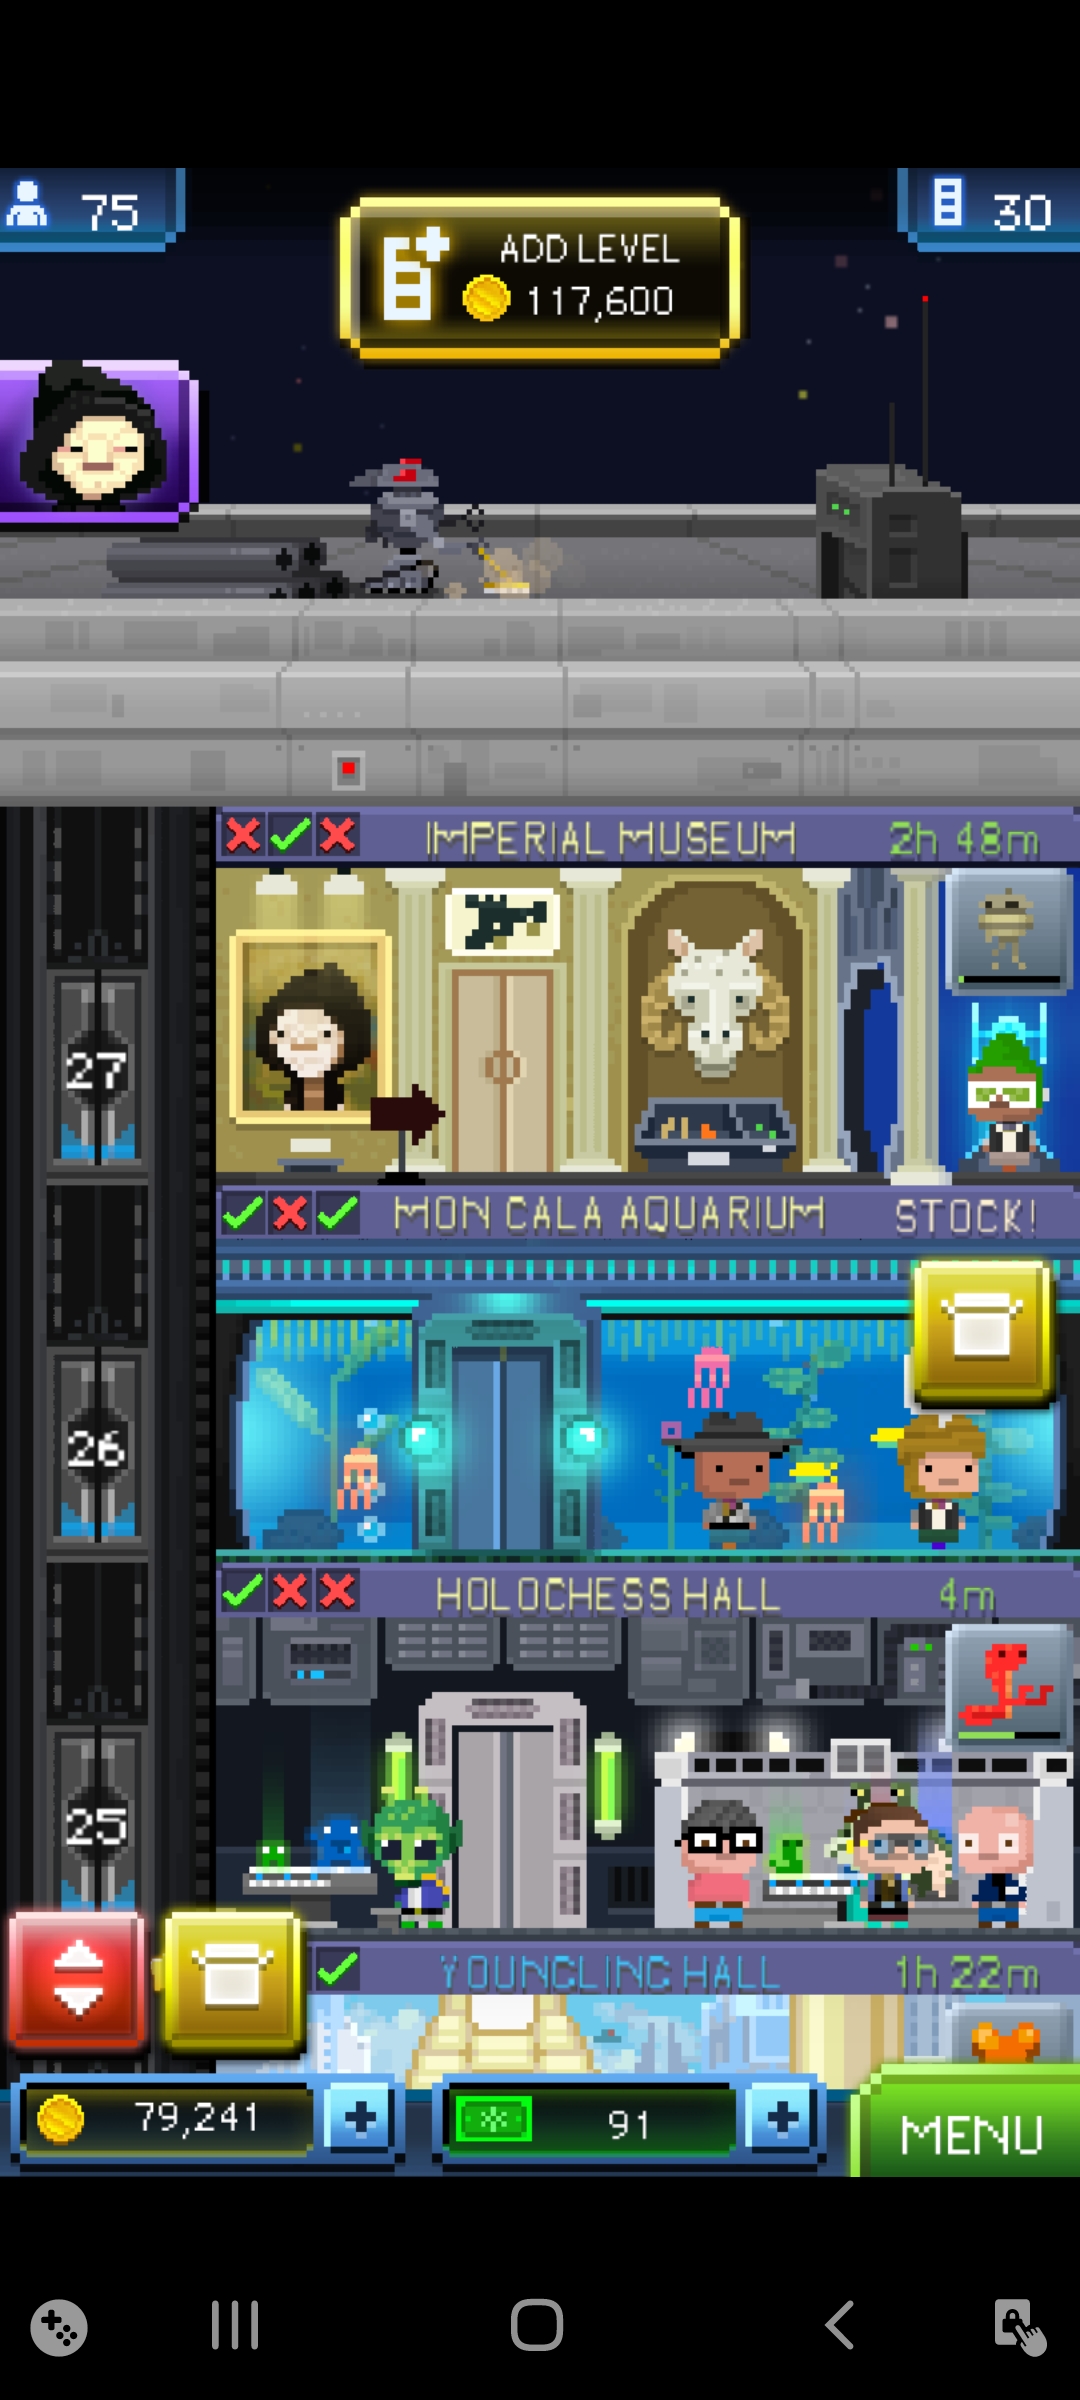 75
ADD LEVEL
117,600
30
IMPERIAL MUSEUM 2h 48m
27
MON CALA AQUARIUM STOCK!
26
HOLOCHESS HALL 4m
25
YOUNGLING HALL 1h 22m
79,241
91
MENU